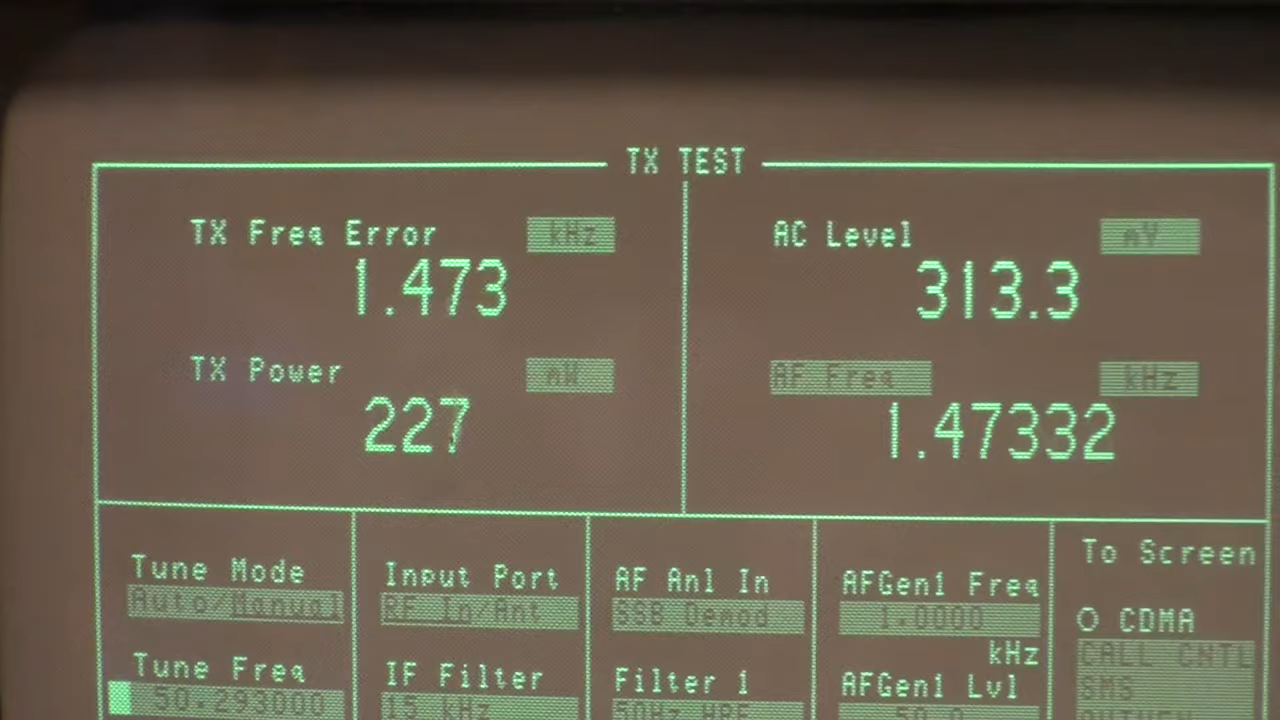 TX TEST
TX Freq Error kHz
1.473
AC Level mV
313.3
TX Power mW
227
AF Freq kHz
1.47332
Tune Mode
Auto/Manual
Tune Freq
50.293000
Input Port
RF In/Ant
IF Filter
15 kHz
AF Anl In
SSB Demod
Filter 1
50Hz HPF
AFGen1 Freq
1.0000
kHz
AFGen1 Lvl
50.0
To Screen
O CDMA
CALL CNTL
SMS